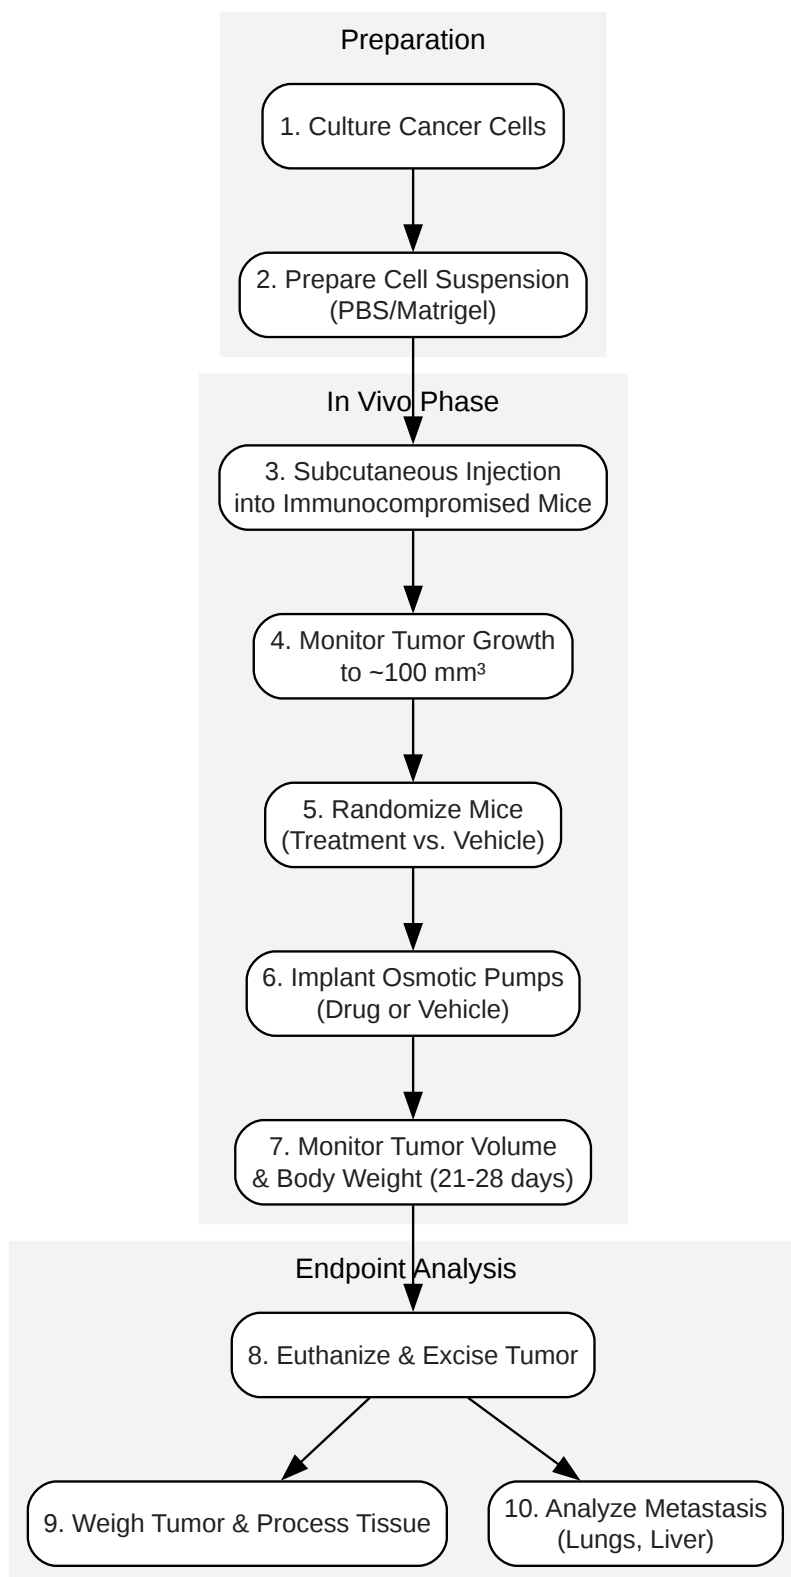 Preparation
1. Culture Cancer Cells
2. Prepare Cell Suspension
(PBS/Matrigel)
In Vivo Phase
3. Subcutaneous Injection
into Immunocompromised Mice
4. Monitor Tumor Growth
to ~100 mm³
5. Randomize Mice
(Treatment vs. Vehicle)
6. Implant Osmotic Pumps
(Drug or Vehicle)
7. Monitor Tumor Volume
& Body Weight (21-28 days)
Endpoint Analysis
8. Euthanize & Excise Tumor
9. Weigh Tumor & Process Tissue
10. Analyze Metastasis
(Lungs, Liver)